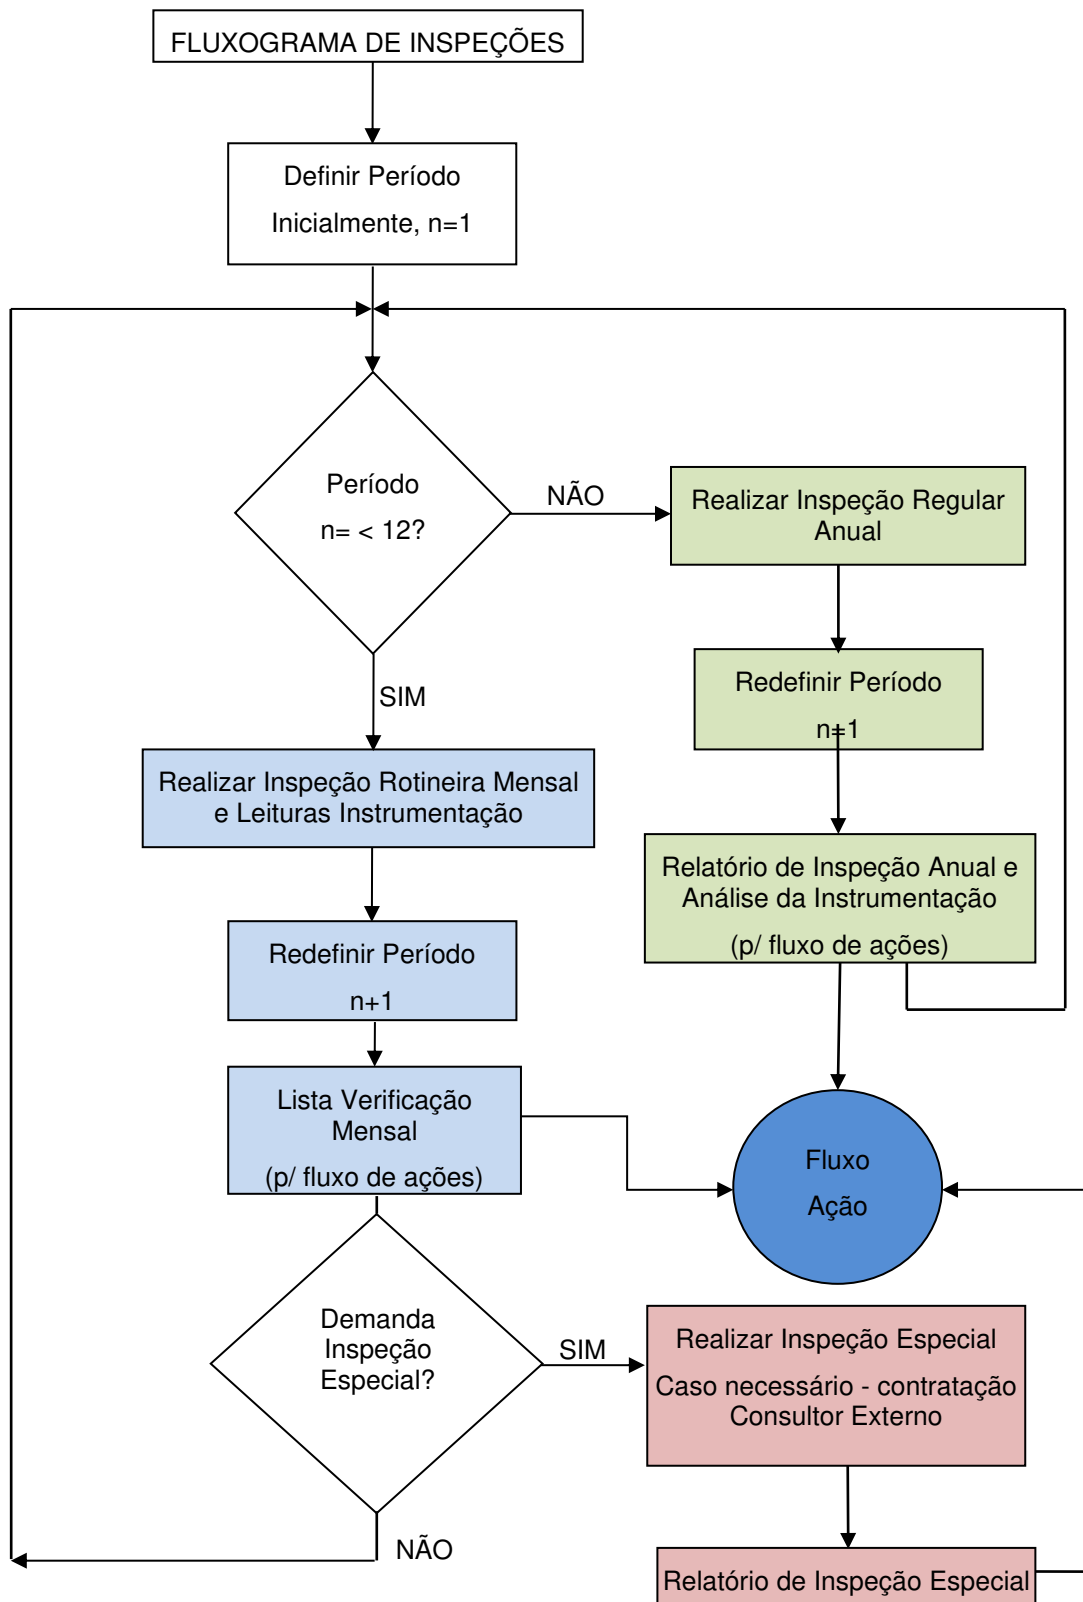 FLUXOGRAMA DE INSPEÇÕES
Definir Período
Inicialmente, n=1
Período
n= < 12?
NÃO
Realizar Inspeção Regular
Anual
Redefinir Período
n=1
SIM
Realizar Inspeção Rotineira Mensal
e Leituras Instrumentação
Relatório de Inspeção Anual e
Análise da Instrumentação
(p/ fluxo de ações)
Redefinir Período
n+1
Lista Verificação
Mensal
(p/ fluxo de ações)
Fluxo
Ação
Demanda
Inspeção
Especial?
SIM
Realizar Inspeção Especial
Caso necessário - contratação
Consultor Externo
NÃO
Relatório de Inspeção Especial